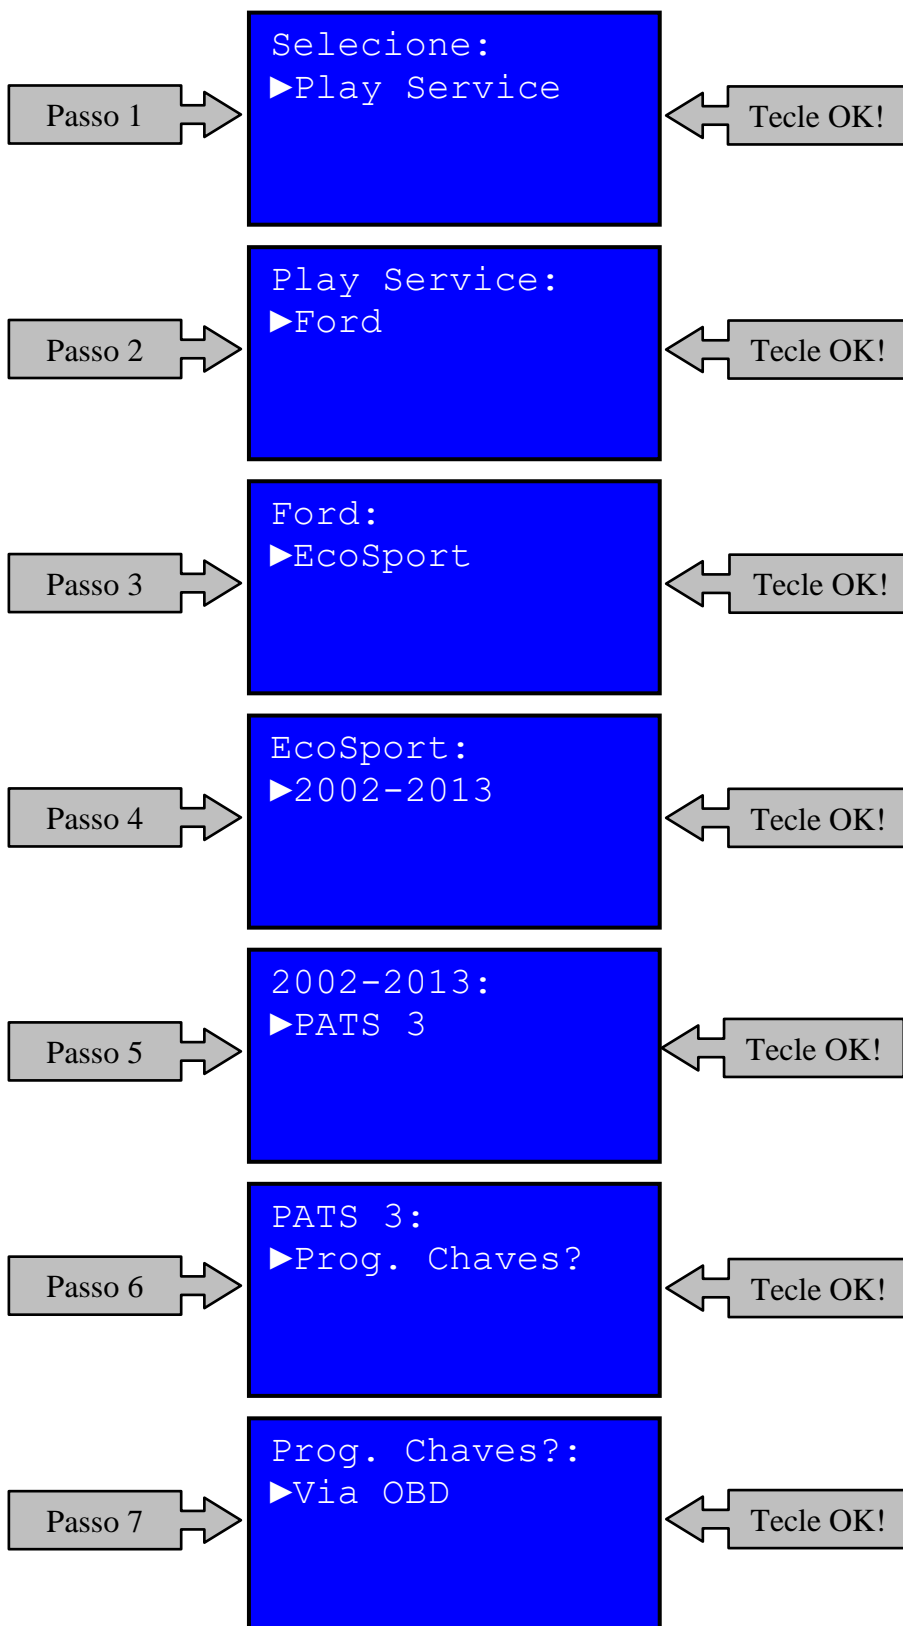 Selecione:
►Play Service
Passo 1
Tecle OK!
Play Service:
►Ford
Passo 2
Tecle OK!
Ford:
►EcoSport
Passo 3
Tecle OK!
EcoSport:
►2002-2013
Passo 4
Tecle OK!
2002-2013:
►PATS 3
Passo 5
Tecle OK!
PATS 3:
►Prog. Chaves?
Passo 6
Tecle OK!
Prog. Chaves?:
►Via OBD
Passo 7
Tecle OK!